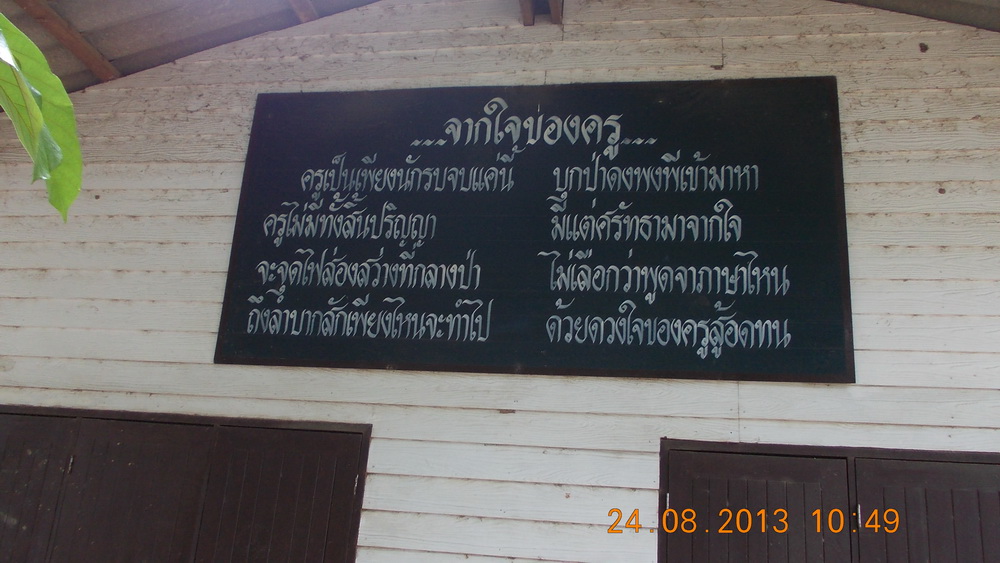 ...จากใจของครู...
ครูเป็นเพียงนักรบจบแค่นี้ บุกป่าดงพงพีเข้ามาหา
ครูไม่มีทั้งสิ้นปริญญา มีแต่ศรัทธามาจากใจ
จะจุดไฟส่องสว่างที่กลางป่า ไม่เลือกว่าพูดจาภาษาไหน
ถึงลำบากสักเพียงไหนจะทำไป ด้วยดวงใจของครูสู้อดทน
24.08.2013 10:49